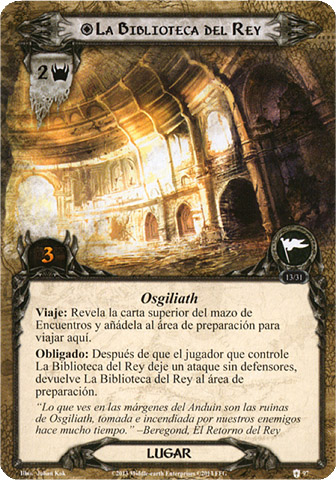 La Biblioteca del Rey
2
3
13/31
Osgiliath
Viaje: Revela la carta superior del mazo de
Encuentros y añádela al área de preparación para
viajar aquí.
Obligado: Después de que el jugador que controle
La Biblioteca del Rey deje un ataque sin defensores,
devuelve La Biblioteca del Rey al área de
preparación.
“Lo que ves en las márgenes del Anduin son las ruinas
de Osgiliath, tomada e incendiada por nuestros enemigos
hace mucho tiempo.” –Beregond, El Retorno del Rey
LUGAR
Ilus.: Julian Kok
©2013 Middle-earth Enterprises ©2013 FFG
97